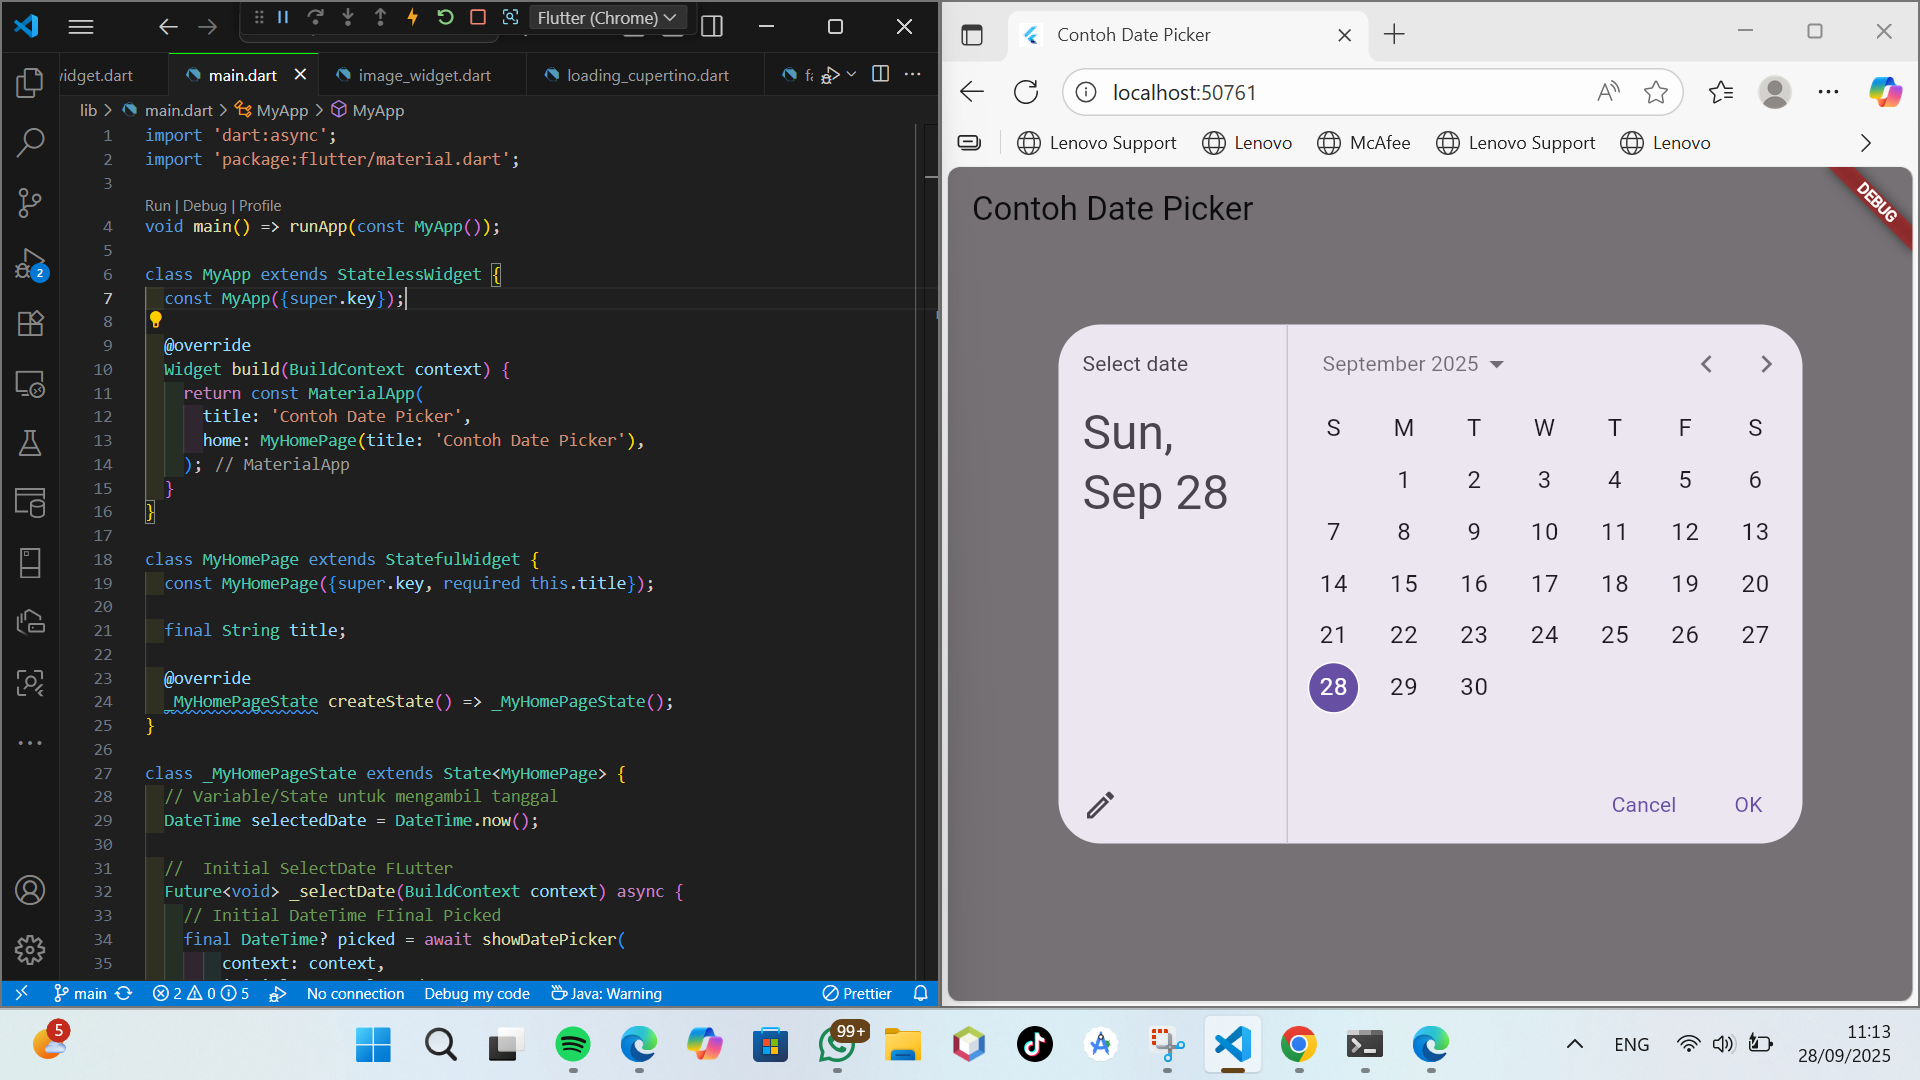 Flutter (Chrome)
widget.dart
main.dart
image_widget.dart
loading_cupertino.dart
lib > main.dart > MyApp > MyApp
1 import 'dart:async';
2 import 'package:flutter/material.dart';
3
Run | Debug | Profile
4 void main() => runApp(const MyApp());
5
6 class MyApp extends StatelessWidget {
7 const MyApp({super.key});
8
9 @override
10 Widget build(BuildContext context) {
11 return const MaterialApp(
12 title: 'Contoh Date Picker',
13 home: MyHomePage(title: 'Contoh Date Picker'),
14 ); // MaterialApp
15 }
16 }
17
18 class MyHomePage extends StatefulWidget {
19 const MyHomePage({super.key, required this.title});
20
21 final String title;
22
23 @override
24 _MyHomePageState createState() => _MyHomePageState();
25 }
26
27 class _MyHomePageState extends State<MyHomePage> {
28 // Variable/State untuk mengambil tanggal
29 DateTime selectedDate = DateTime.now();
30
31 //  Initial SelectDate FLutter
32 Future<void> _selectDate(BuildContext context) async {
33 // Initial DateTime FIinal Picked
34 final DateTime? picked = await showDatePicker(
35 context: context,
2
main 2 0 5 No connection Debug my code Java: Warning Prettier
Contoh Date Picker
localhost:50761
Lenovo Support Lenovo McAfee Lenovo Support Lenovo
Contoh Date Picker
DEBUG
Select date
Sun,
Sep 28
September 2025
S M T W T F S
1 2 3 4 5 6
7 8 9 10 11 12 13
14 15 16 17 18 19 20
21 22 23 24 25 26 27
28 29 30
Cancel OK
5
99+
ENG
11:13
28/09/2025